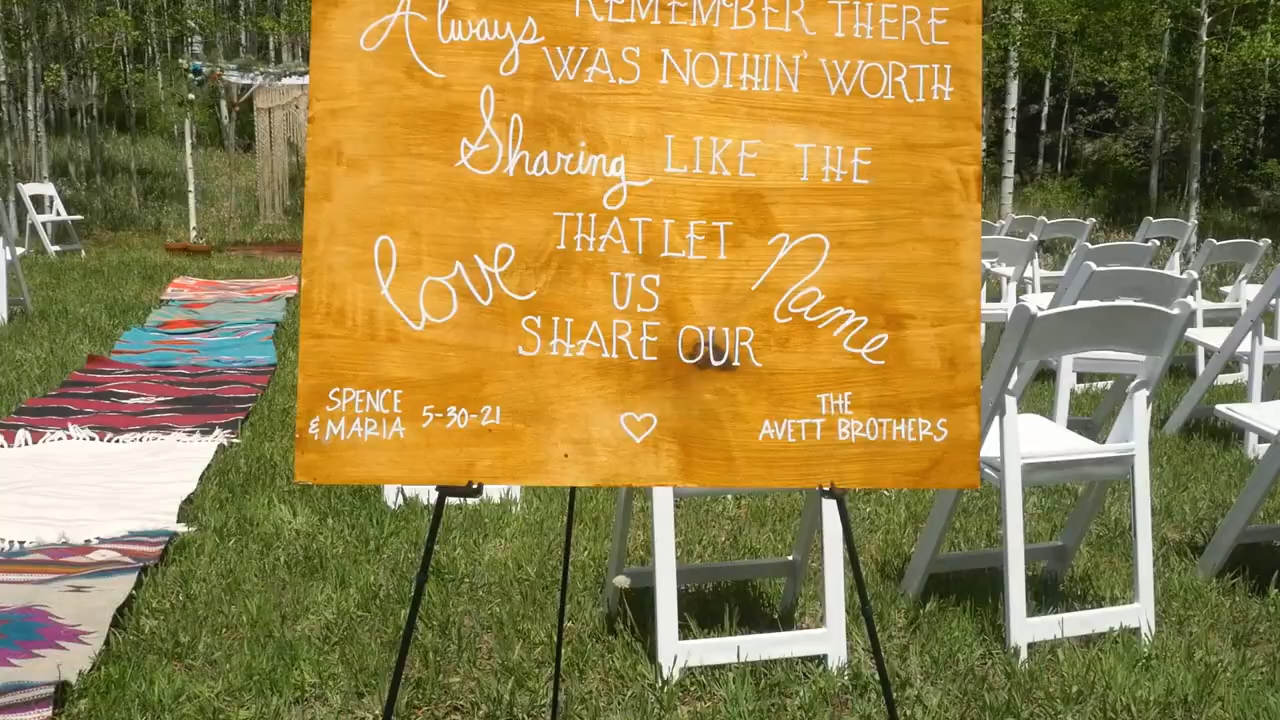 Always REMEMBER THERE
WAS NOTHIN' WORTH
Sharing LIKE THE
Love THAT LET
US
SHARE OUR Name
SPENCE
& MARIA 5-30-21
THE
AVETT BROTHERS